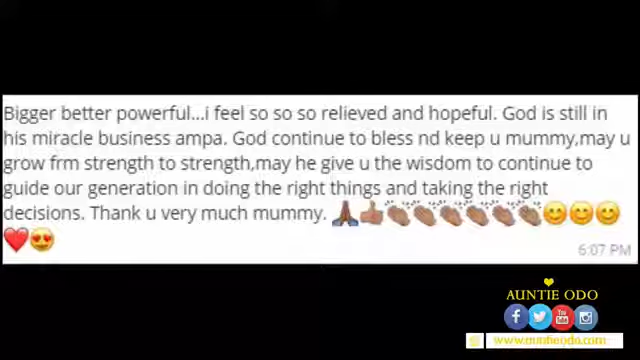 Bigger better powerful...i feel so so so relieved and hopeful. God is still in
his miracle business ampa. God continue to bless nd keep u mummy,may u
grow frm strength to strength,may he give u the wisdom to continue to
guide our generation in doing the right things and taking the right
decisions. Thank u very much mummy. 🙏👍👏👏👏👏👏👏😊😊😊
❤️😍
6:07 PM
AUNTIE ODO
www.auntieodo.com